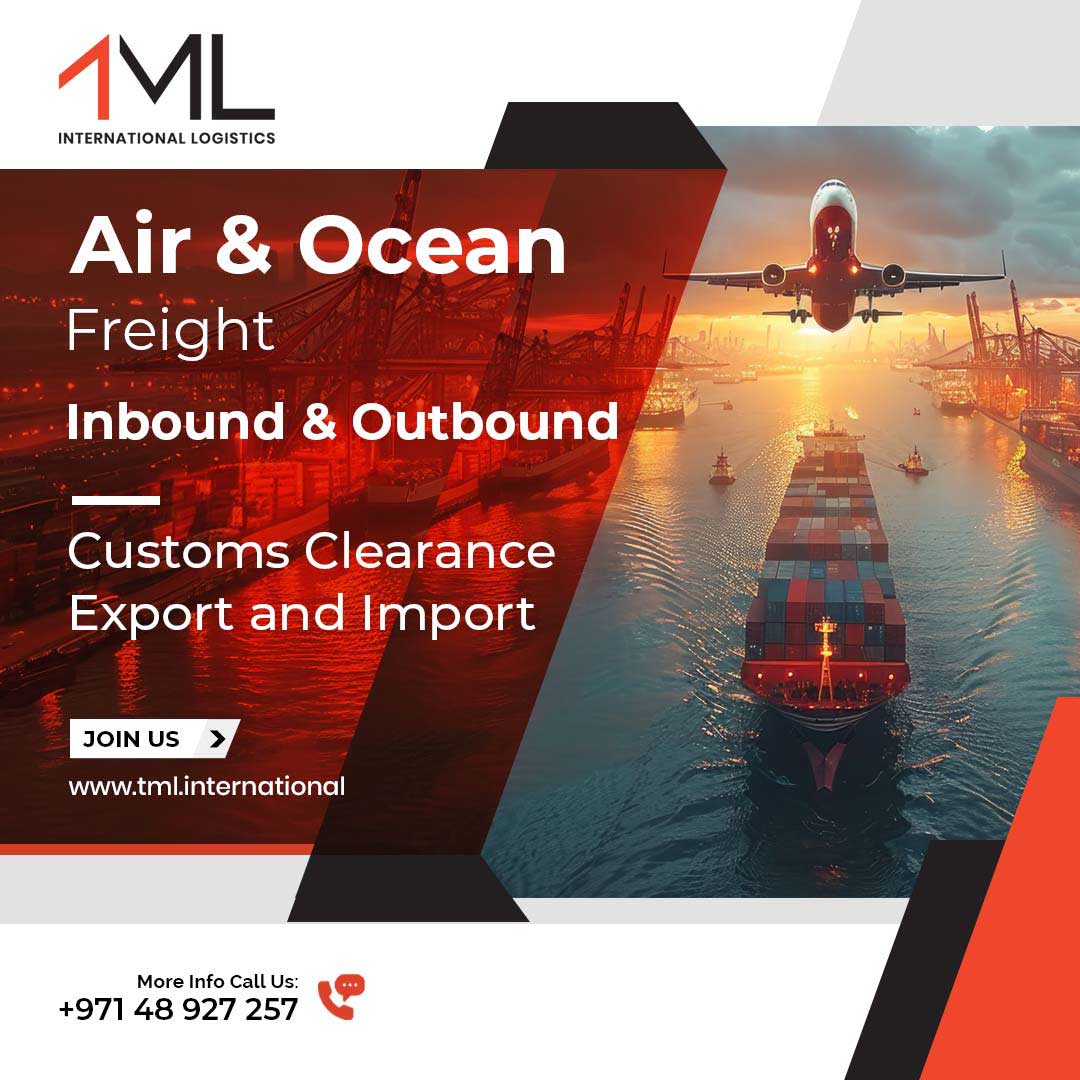 TML
INTERNATIONAL LOGISTICS
Air & Ocean
Freight
Inbound & Outbound
Customs Clearance
Export and Import
JOIN US
www.tml.international
More Info Call Us:
+971 48 927 257